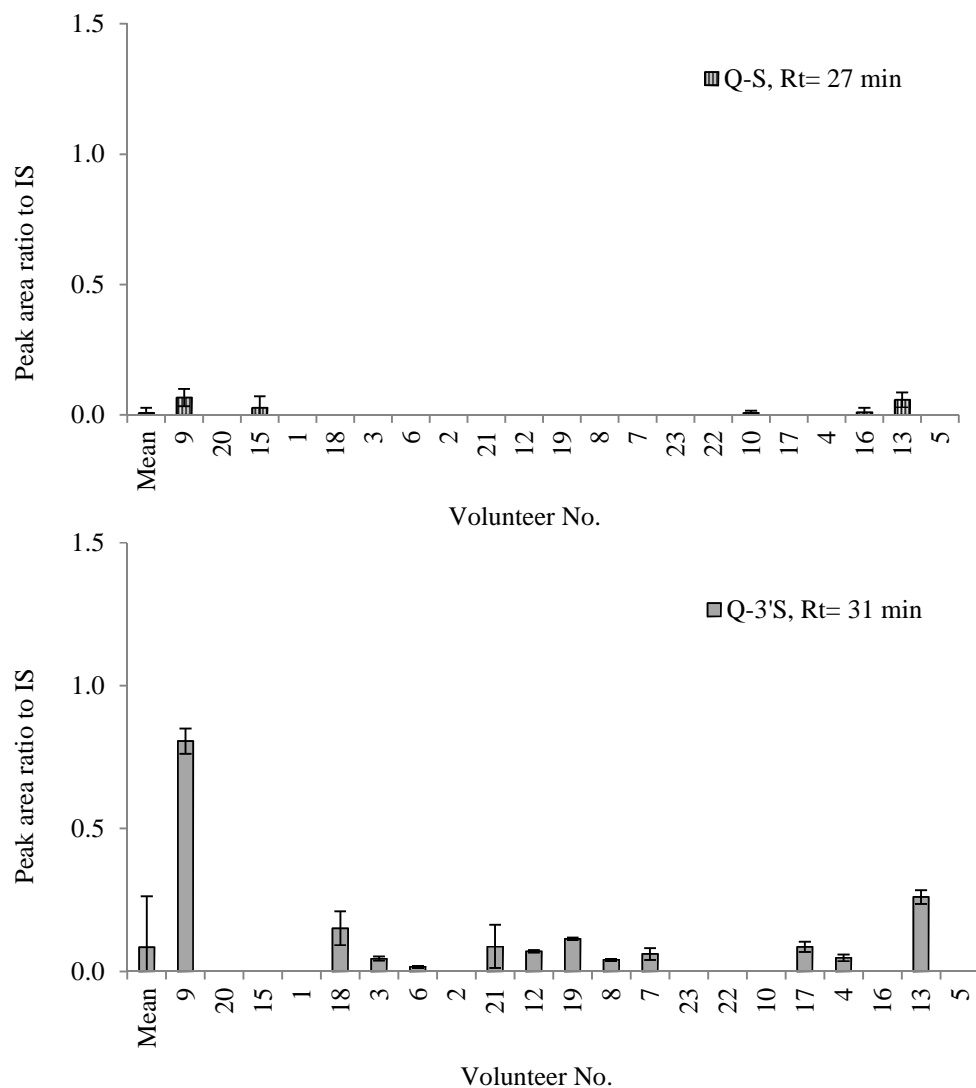 1.5
Q-S, Rt= 27 min
1.0
Peak area ratio to IS
0.5
0.0
Mean 9 20 15 1 18 3 6 2 21 12 19 8 7 23 22 10 17 4 16 13 5
Volunteer No.
1.5
Q-3'S, Rt= 31 min
1.0
Peak area ratio to IS
0.5
0.0
Mean 9 20 15 1 18 3 6 2 21 12 19 8 7 23 22 10 17 4 16 13 5
Volunteer No.